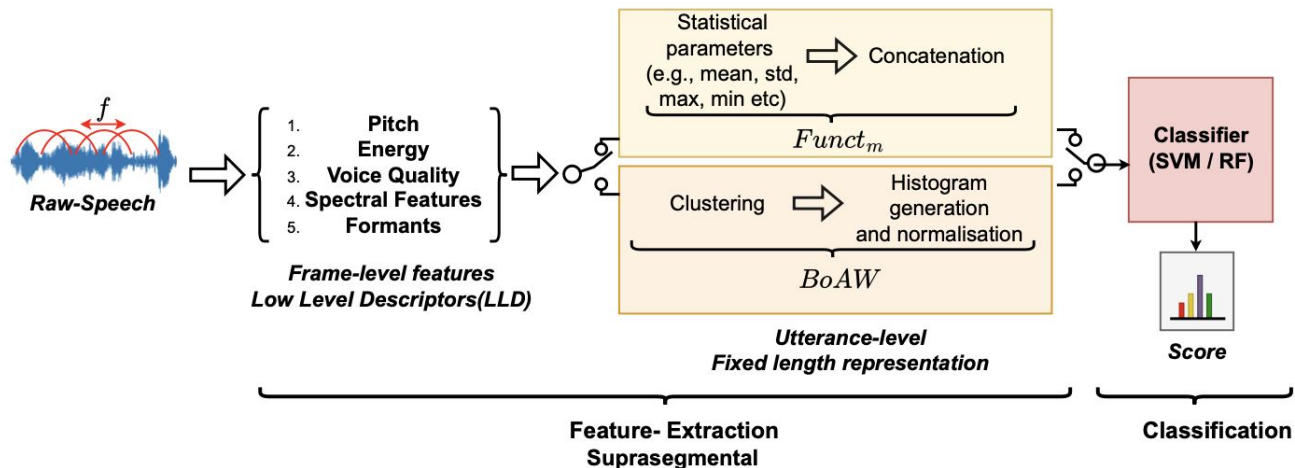 f
Raw-Speech
1. Pitch
2. Energy
3. Voice Quality
4. Spectral Features
5. Formants
Frame-level features
Low Level Descriptors(LLD)
Statistical
parameters
(e.g., mean, std,
max, min etc)
Concatenation
Funct_m
Clustering
Histogram
generation
and normalisation
BoAW
Utterance-level
Fixed length representation
Classifier
(SVM / RF)
Score
Feature- Extraction
Suprasegmental
Classification